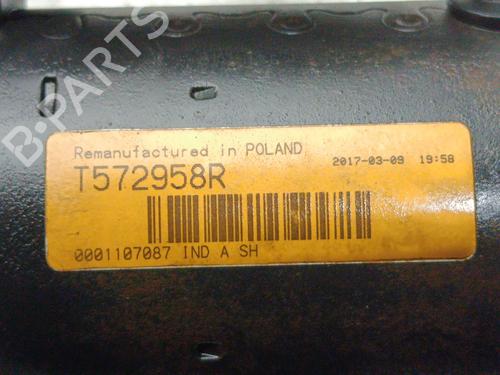 B-PARTS
Remanufactured in POLAND
2017-03-09 19:58
T572958R
0001107087 IND A SH